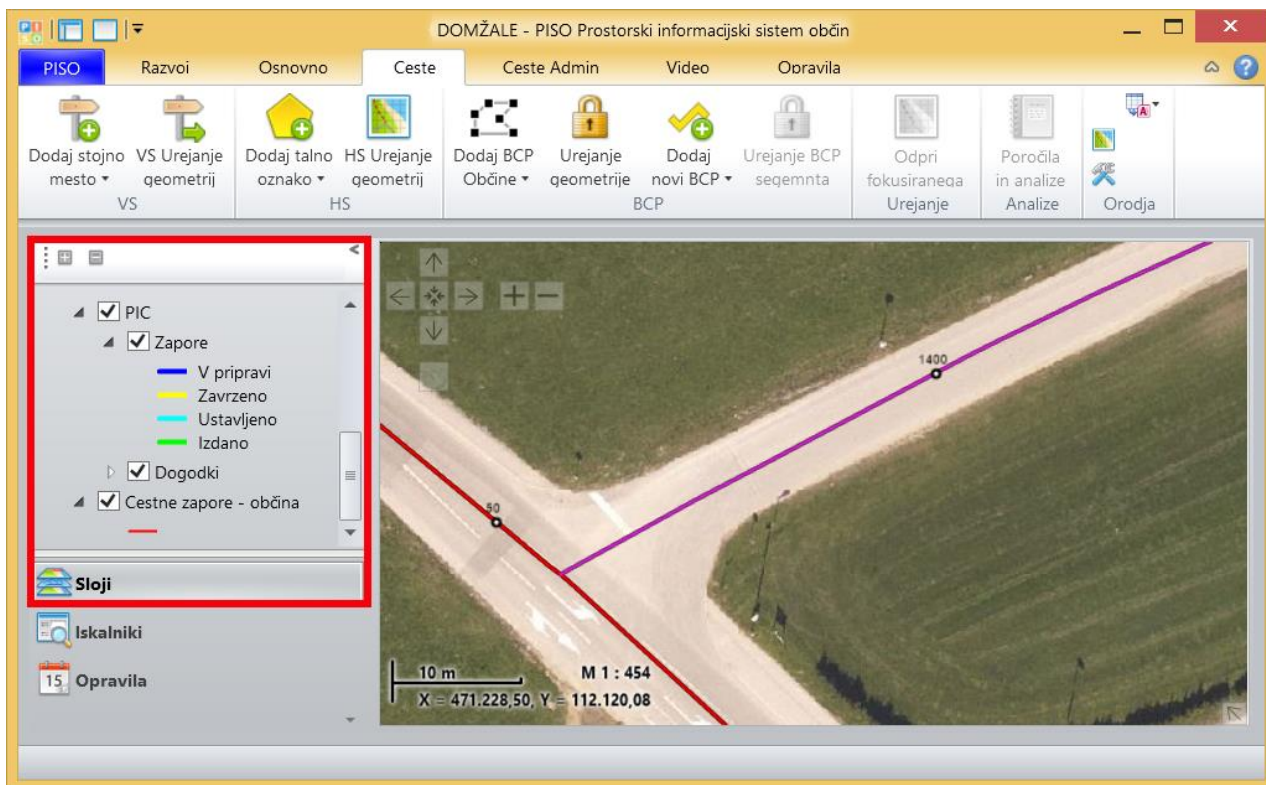 DOMŽALE - PISO Prostorski informacijski sistem občin
PISO Razvoj Osnovno Ceste Ceste Admin Video Opravila
Dodaj stojno mesto
VS Urejanje geometrij
Dodaj talno oznako
HS Urejanje geometrij
Dodaj BCP Občine
Urejanje geometrije
Dodaj novi BCP
Urejanje BCP segemnta
Odpri fokusiranega
Poročila in analize
VS HS BCP Urejanje Analize Orodja
PIC
Zapore
V pripravi
Zavrzeno
Ustavljeno
Izdano
Dogodki
Cestne zapore - občina
Sloji
Iskalniki
15 Opravila
1400
50
10 m M 1 : 454
X = 471.228,50, Y = 112.120,08